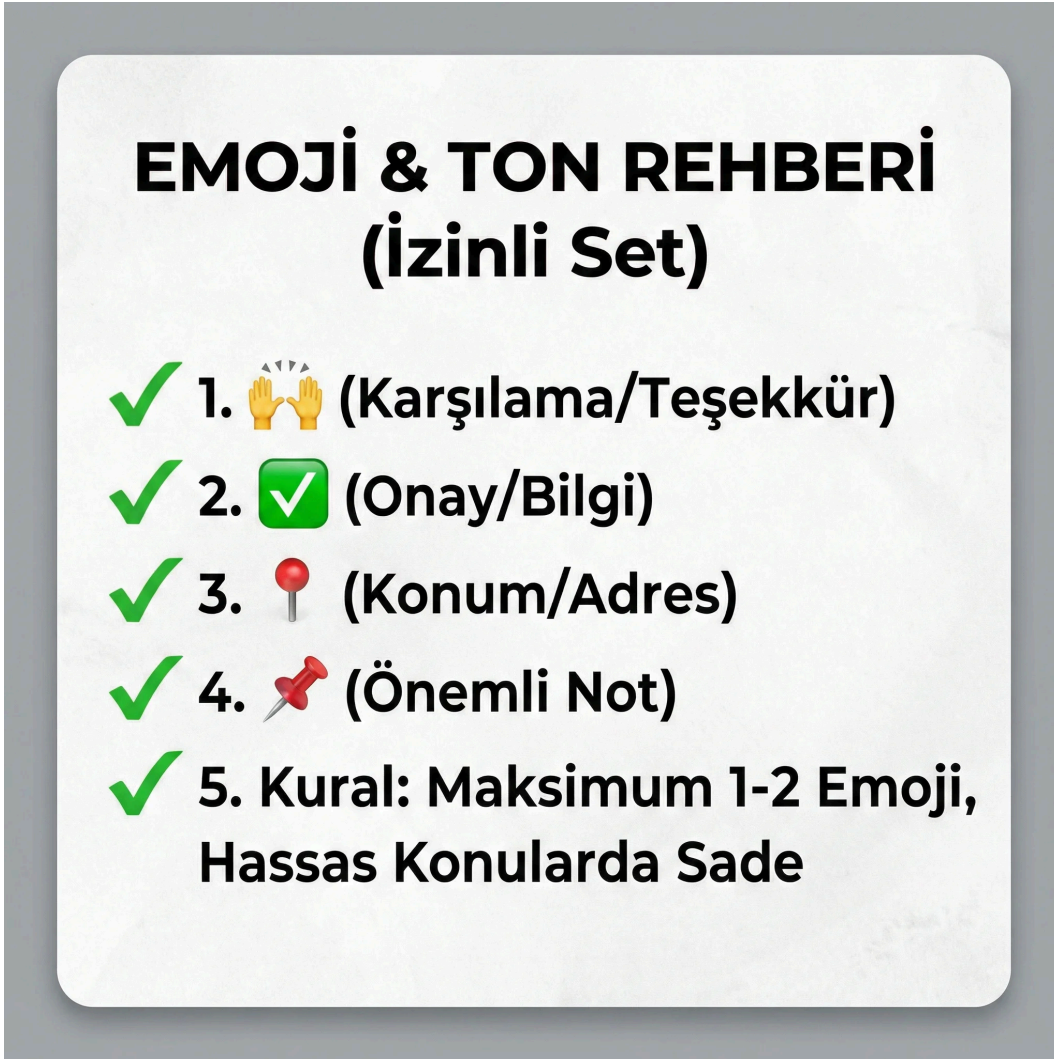 EMOJİ & TON REHBERİ
(İzinli Set)
✓ 1. 🙌 (Karşılama/Teşekkür)
✓ 2. ✅ (Onay/Bilgi)
✓ 3. 📍 (Konum/Adres)
✓ 4. 📌 (Önemli Not)
✓ 5. Kural: Maksimum 1-2 Emoji,
Hassas Konularda Sade